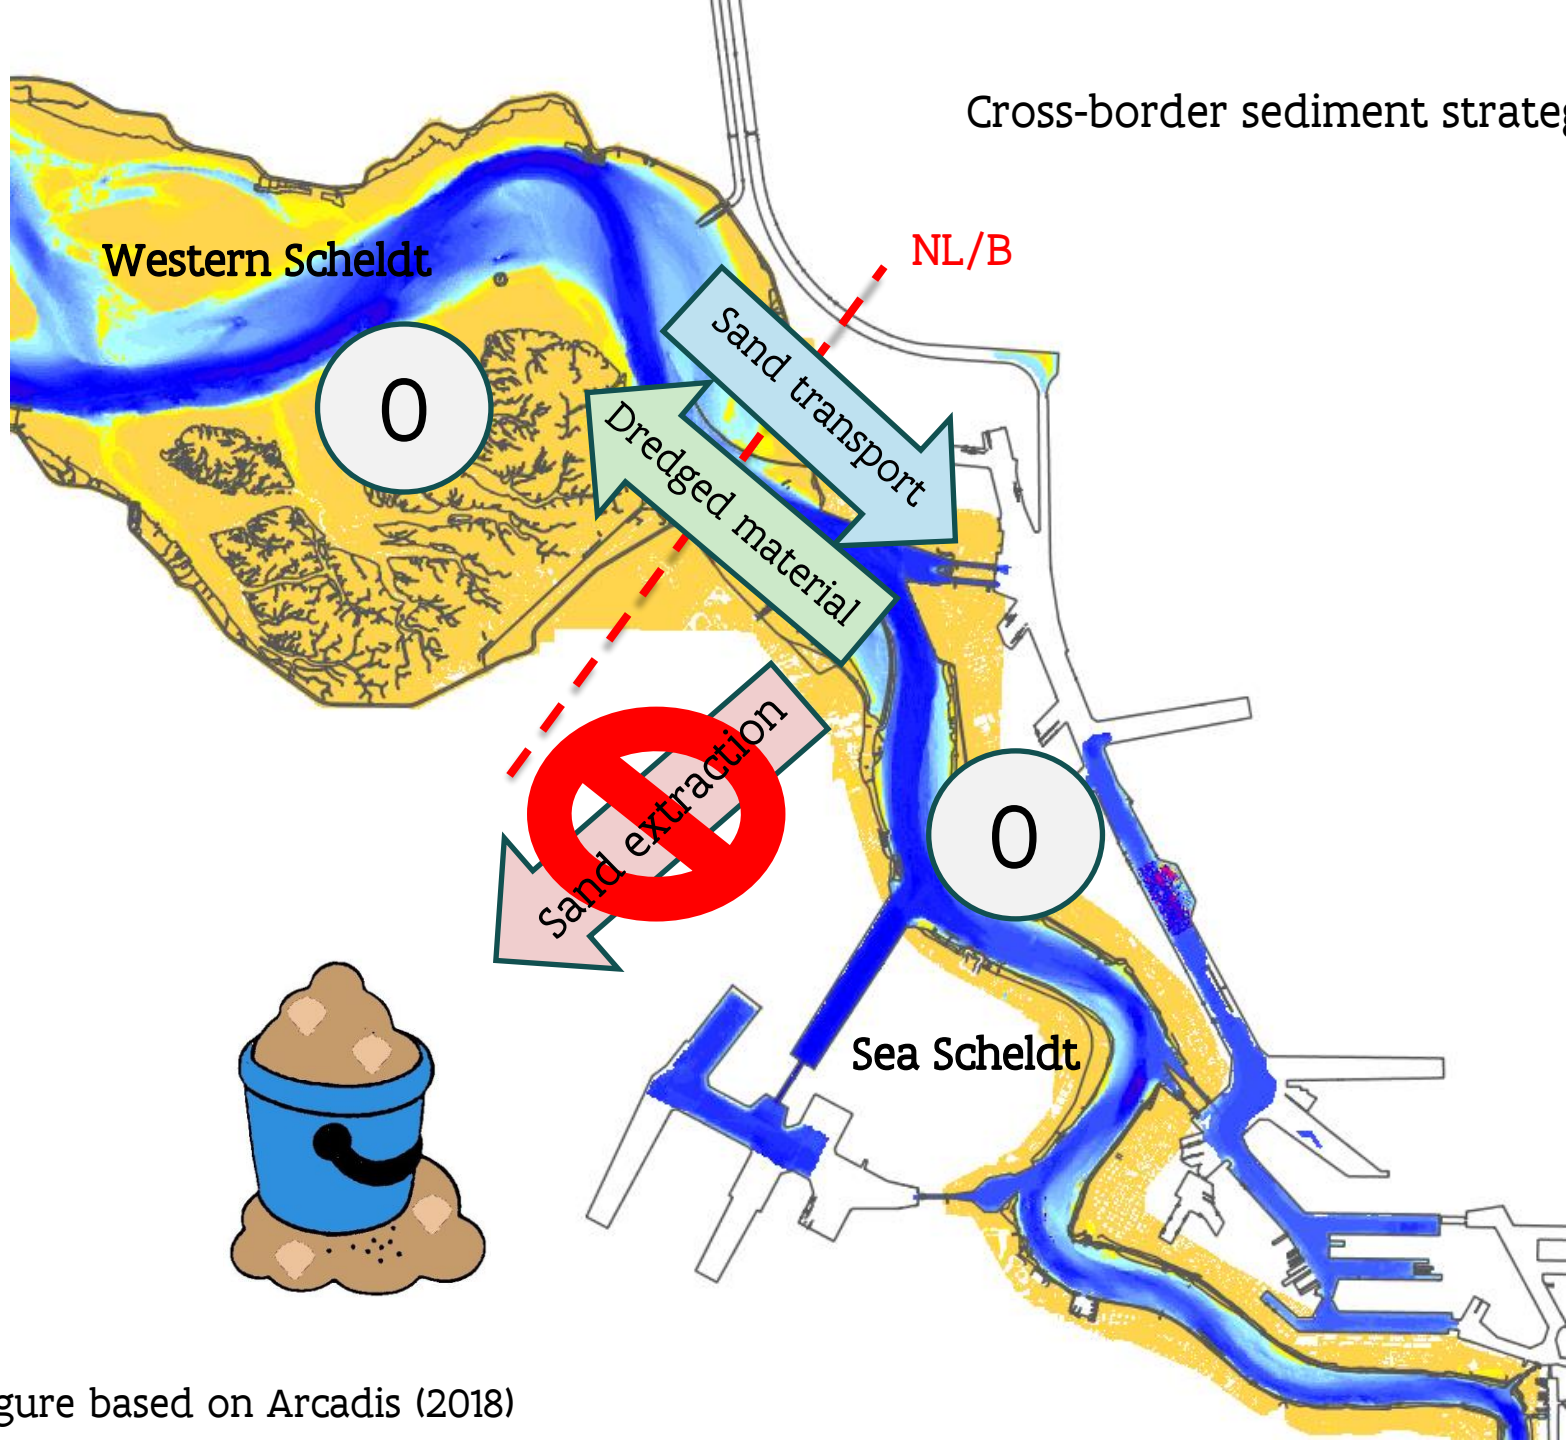 Cross-border sediment strateg
NL/B
Western Scheldt
Sand transport
0
Dredged material
Sand extraction
0
Sea Scheldt
gure based on Arcadis (2018)